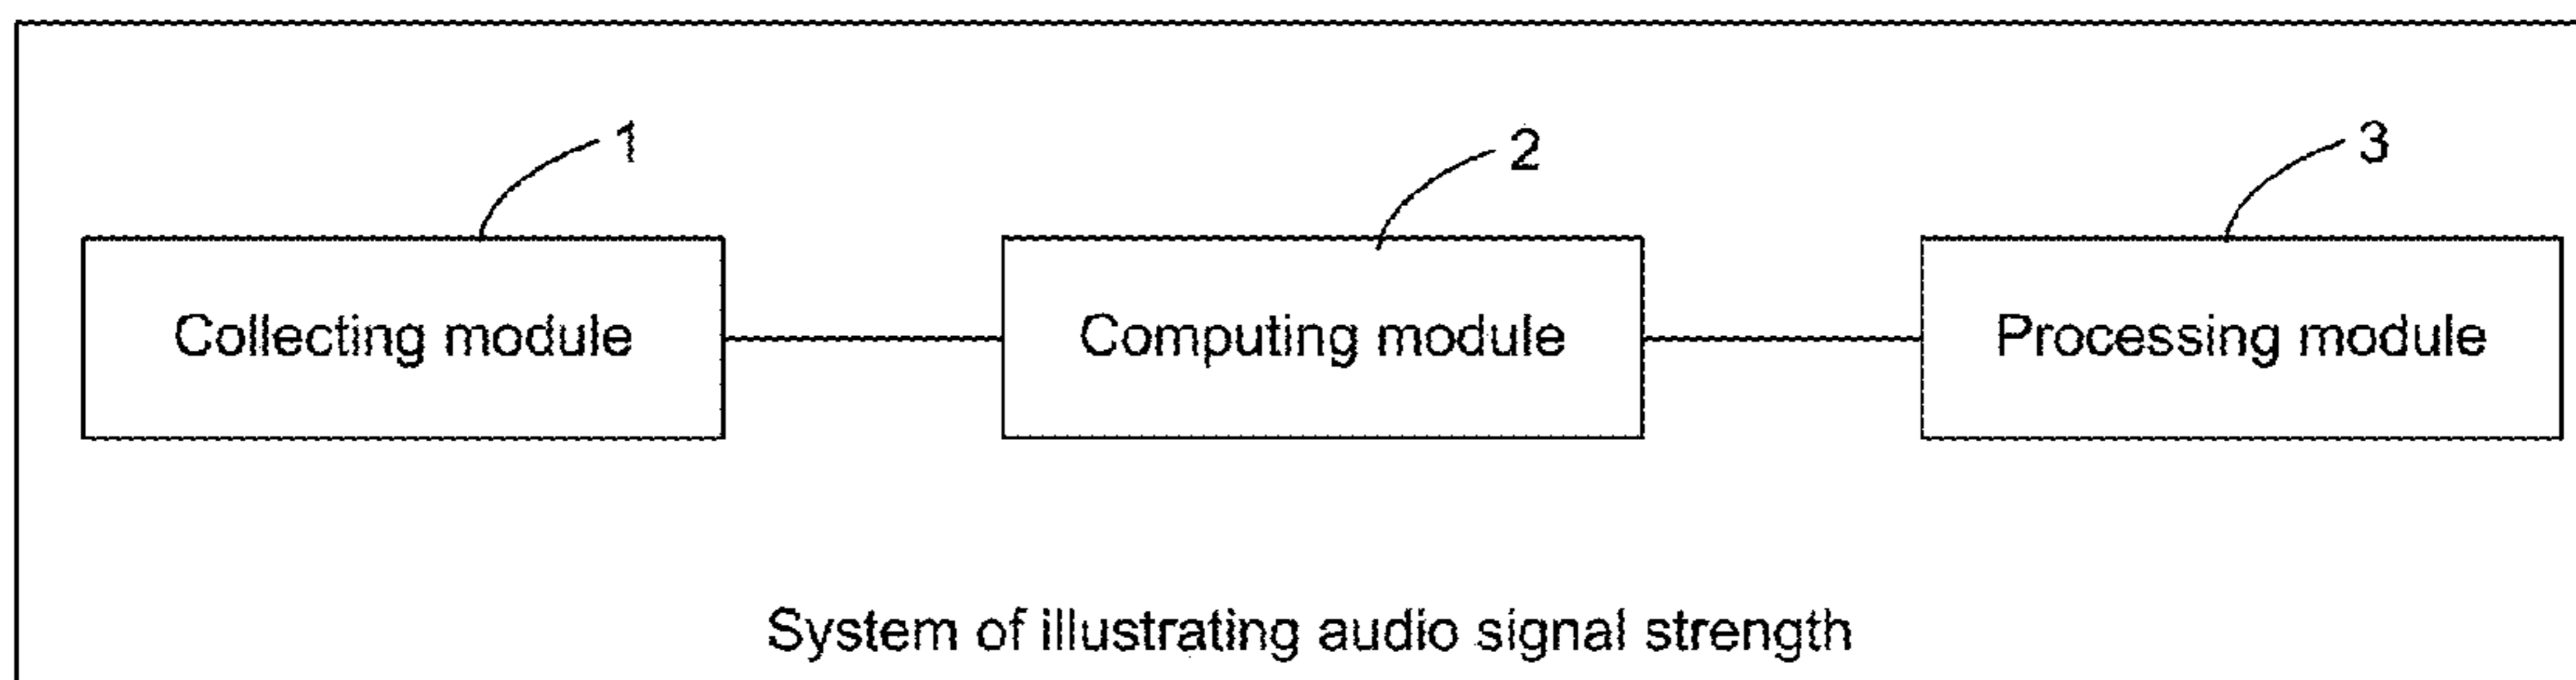 1
2
3
Collecting module
Computing module
Processing module
System of illustrating audio signal strength